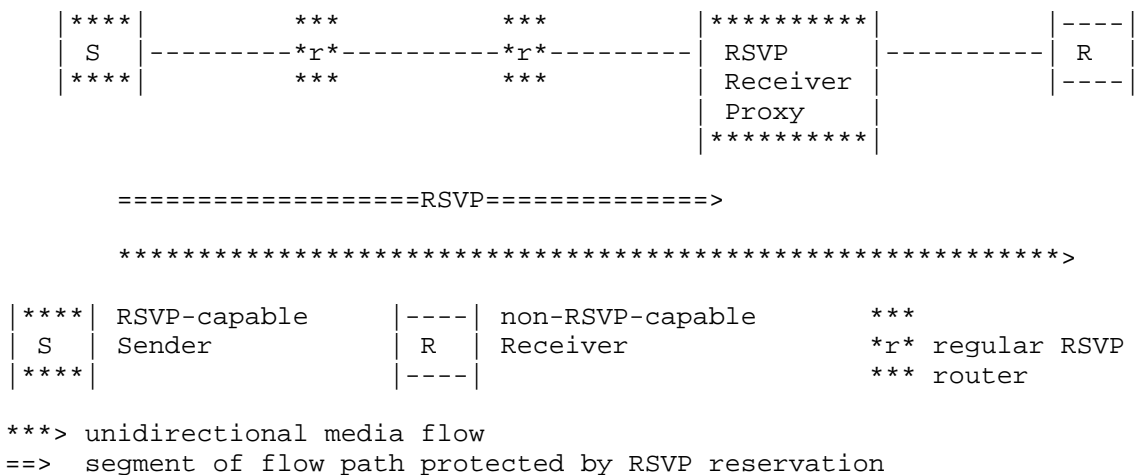 |****|          ***          ***          |**********|           |----|
| S  |---------*r*----------*r*---------| RSVP     |----------| R  |
|****|          ***          ***          | Receiver |           |----|
| Proxy    |
|**********|
===================RSVP==============>
***********************************************************>
|****| RSVP-capable     |----| non-RSVP-capable       ***
| S  | Sender           | R  | Receiver              *r* regular RSVP
|****|                  |----|                        *** router
***> unidirectional media flow
==>  segment of flow path protected by RSVP reservation